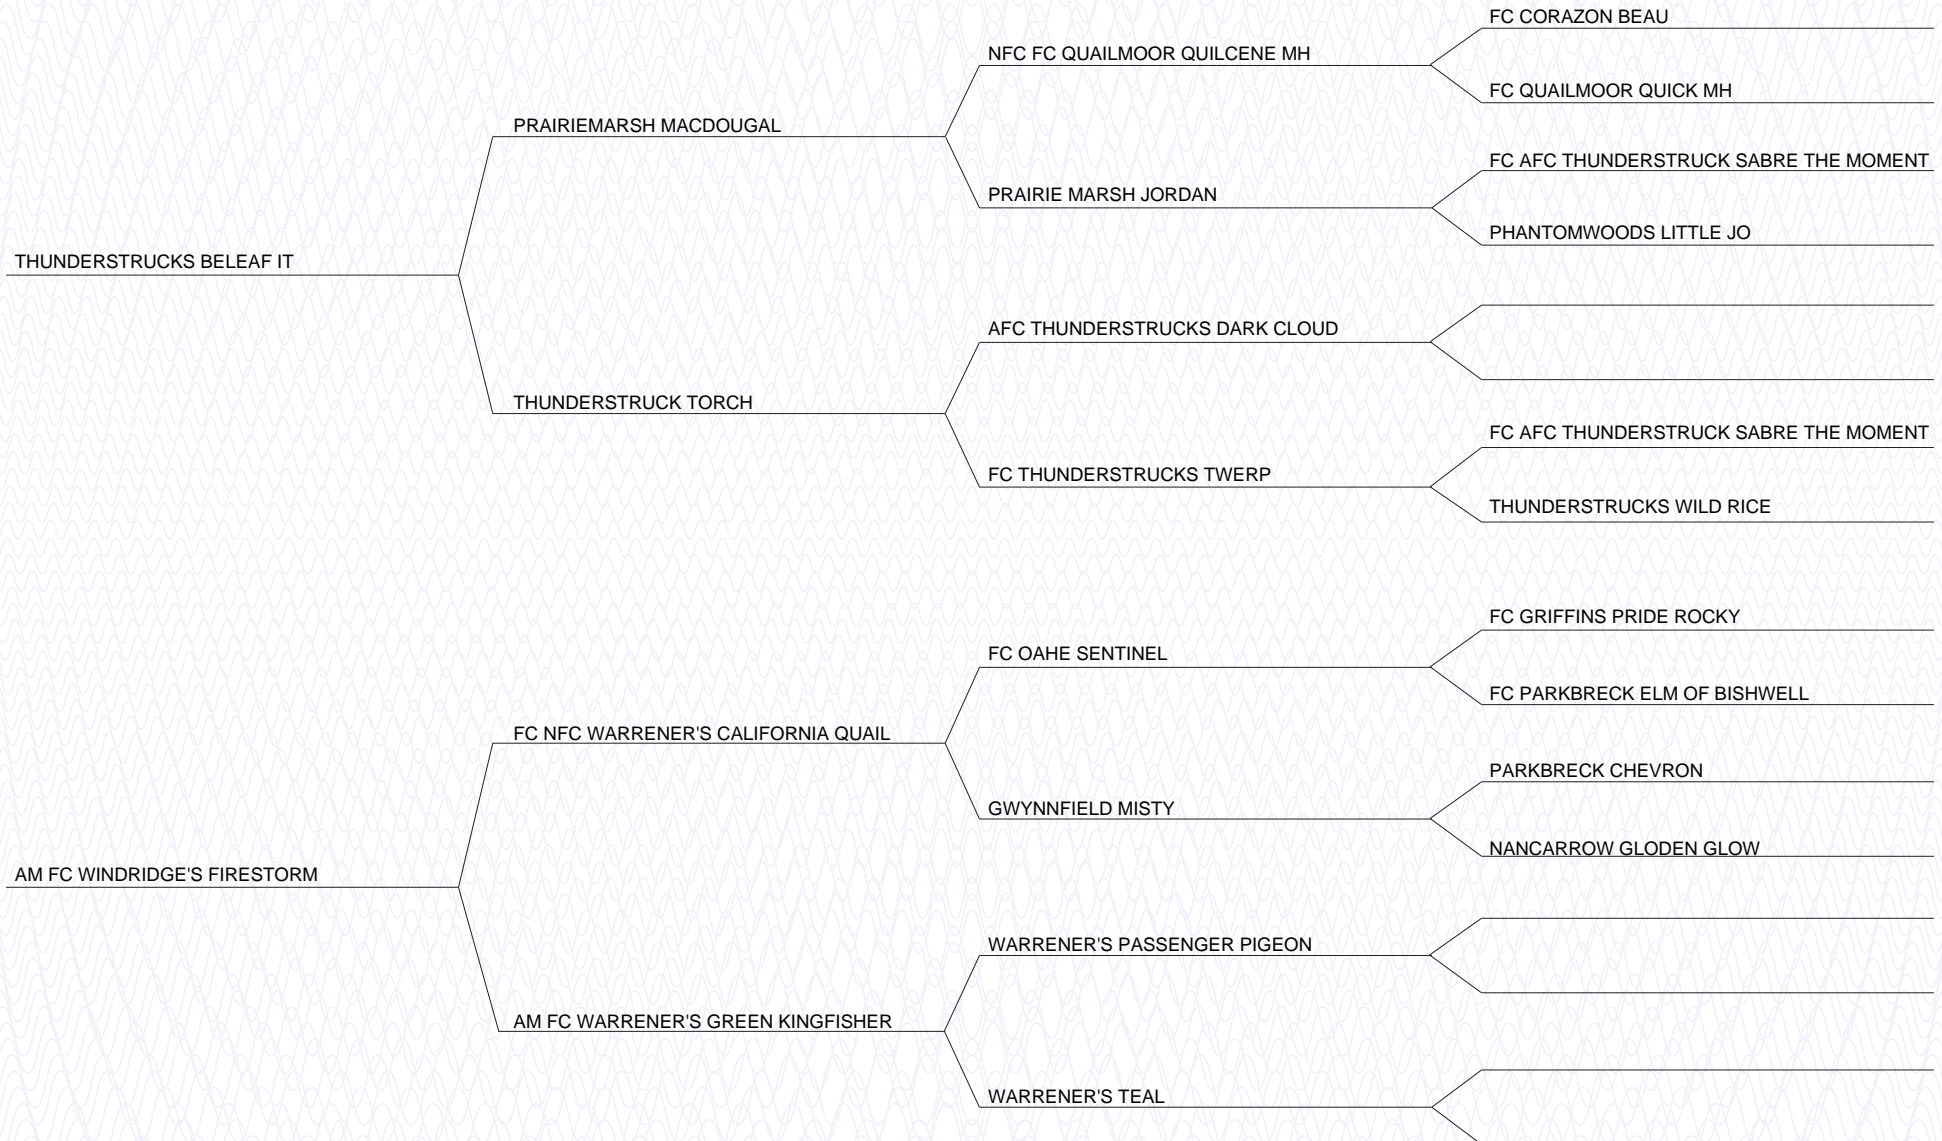 FC CORAZON BEAU
NFC FC QUAILMOOR QUILCENE MH
FC QUAILMOOR QUICK MH
PRAIRIEMARSH MACDOUGAL
FC AFC THUNDERSTRUCK SABRE THE MOMENT
PRAIRIE MARSH JORDAN
PHANTOMWOODS LITTLE JO
THUNDERSTRUCKS BELEAF IT
AFC THUNDERSTRUCKS DARK CLOUD
THUNDERSTRUCK TORCH
FC AFC THUNDERSTRUCK SABRE THE MOMENT
FC THUNDERSTRUCKS TWERP
THUNDERSTRUCKS WILD RICE
FC GRIFFINS PRIDE ROCKY
FC OAHE SENTINEL
FC PARKBRECK ELM OF BISHWELL
FC NFC WARRENER'S CALIFORNIA QUAIL
PARKBRECK CHEVRON
GWYNNFIELD MISTY
NANCARROW GLODEN GLOW
AM FC WINDRIDGE'S FIRESTORM
WARRENER'S PASSENGER PIGEON
AM FC WARRENER'S GREEN KINGFISHER
WARRENER'S TEAL